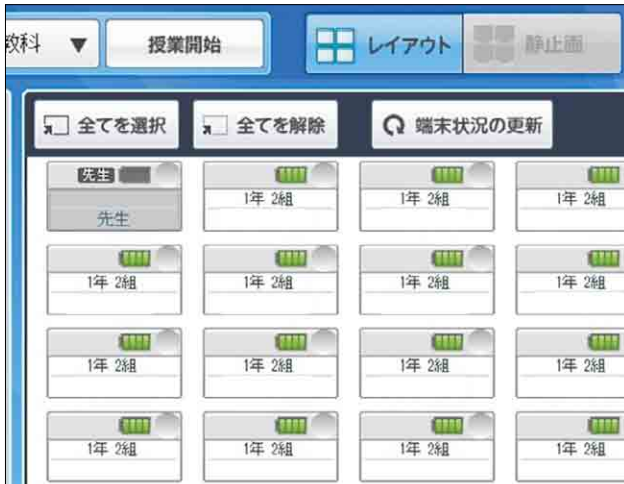 教科 ▼ 授業開始 レイアウト 静止画
全てを選択 全てを解除 端末状況の更新
先生
先生 1年 2組 1年 2組 1年 2組
1年 2組 1年 2組 1年 2組 1年 2組
1年 2組 1年 2組 1年 2組 1年 2組
1年 2組 1年 2組 1年 2組 1年 2組